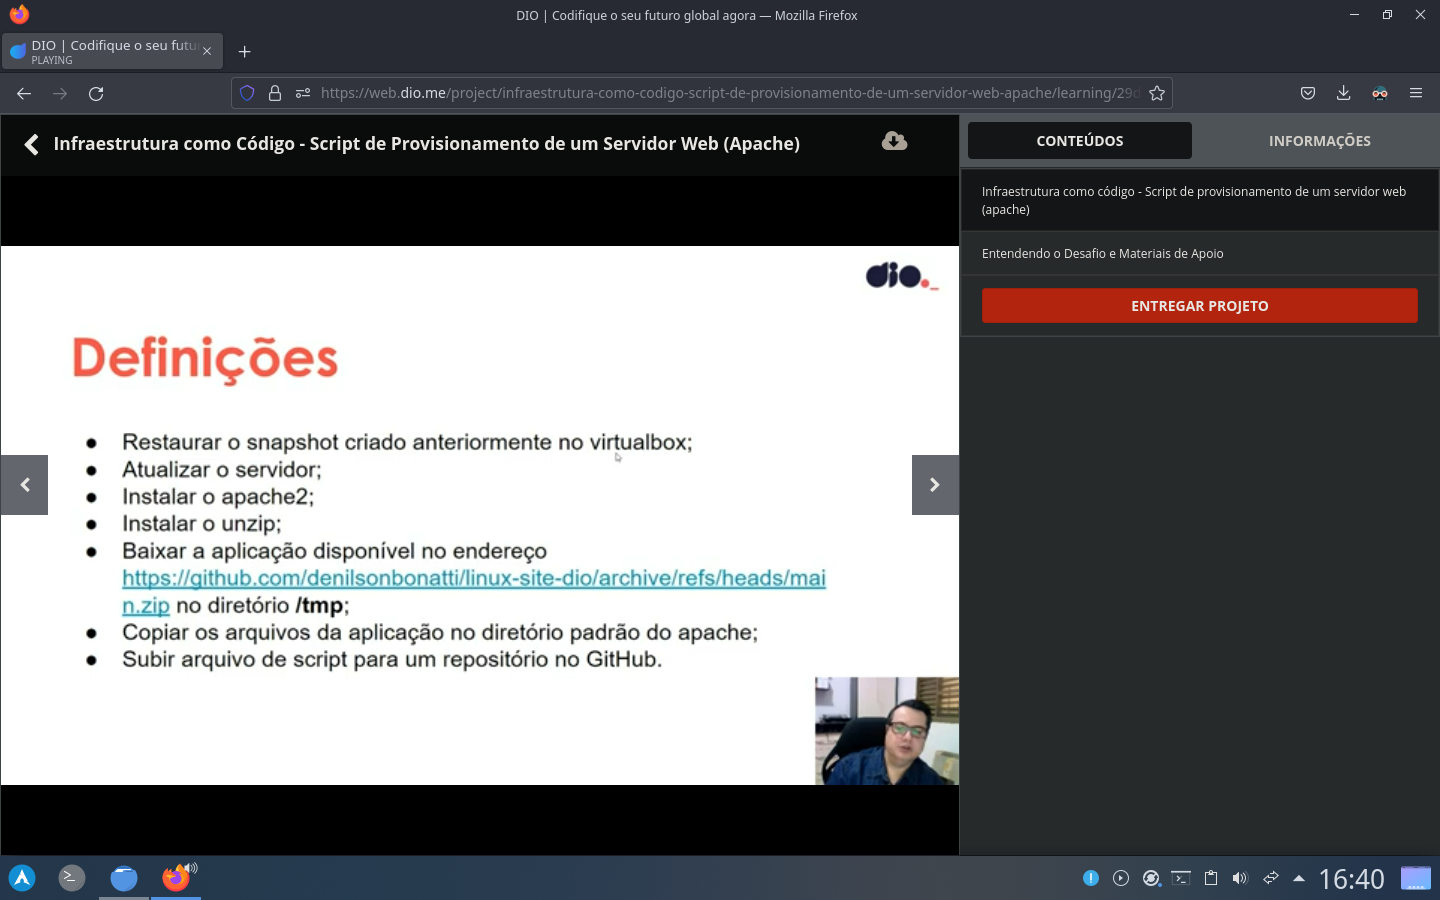 DIO | Codifique o seu futuro global agora — Mozilla Firefox
DIO | Codifique o seu futu
PLAYING
https://web.dio.me/project/infraestrutura-como-codigo-script-de-provisionamento-de-um-servidor-web-apache/learning/29d
Infraestrutura como Código - Script de Provisionamento de um Servidor Web (Apache)
CONTEÚDOS
INFORMAÇÕES
Infraestrutura como código - Script de provisionamento de um servidor web
(apache)
Entendendo o Desafio e Materiais de Apoio
ENTREGAR PROJETO
dio._
Definições
● Restaurar o snapshot criado anteriormente no virtualbox;
● Atualizar o servidor;
● Instalar o apache2;
● Instalar o unzip;
● Baixar a aplicação disponível no endereço
https://github.com/denilsonbonatti/linux-site-dio/archive/refs/heads/mai
n.zip no diretório /tmp;
● Copiar os arquivos da aplicação no diretório padrão do apache;
● Subir arquivo de script para um repositório no GitHub.
16:40